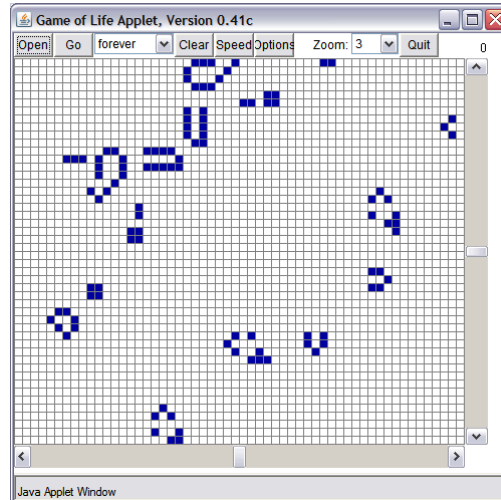 Game of Life Applet, Version 0.41c
Open Go forever Clear Speed Options Zoom: 3 Quit 0
Java Applet Window